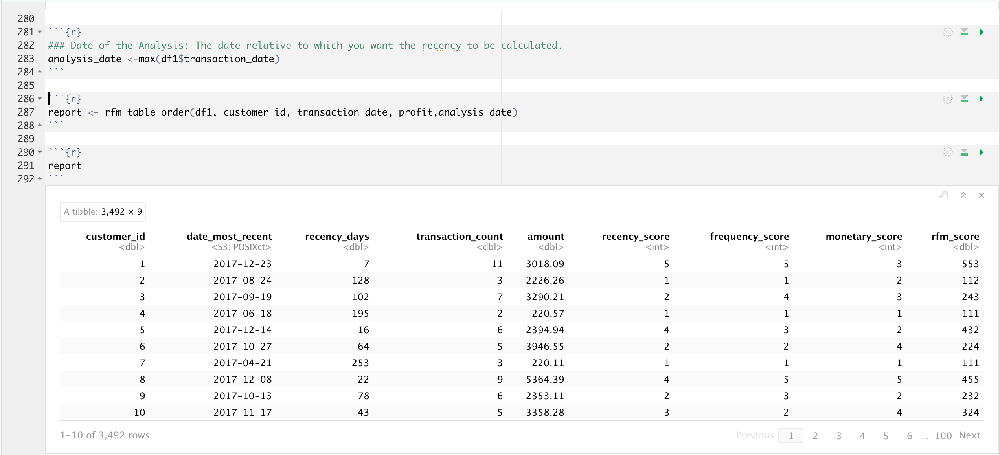 280
281 ```{r}
282 ### Date of the Analysis: The date relative to which you want the recency to be calculated.
283 analysis_date <-max(df1$transaction_date)
284 ```
285
286 ```{r}
287 report <- rfm_table_order(df1, customer_id, transaction_date, profit,analysis_date)
288 ```
289
290 ```{r}
291 report
292 ```
A tibble: 3,492 × 9
customer_id date_most_recent recency_days transaction_count amount recency_score frequency_score monetary_score rfm_score
<dbl> <S3: POSIXct> <dbl> <dbl> <dbl> <int> <int> <int> <dbl>
1 2017-12-23 7 11 3018.09 5 5 3 553
2 2017-08-24 128 3 2226.26 1 1 2 112
3 2017-09-19 102 7 3290.21 2 4 3 243
4 2017-06-18 195 2 220.57 1 1 1 111
5 2017-12-14 16 6 2394.94 4 3 2 432
6 2017-10-27 64 5 3946.55 2 2 4 224
7 2017-04-21 253 3 220.11 1 1 1 111
8 2017-12-08 22 9 5364.39 4 5 5 455
9 2017-10-13 78 6 2353.11 2 3 2 232
10 2017-11-17 43 5 3358.28 3 2 4 324
1-10 of 3,492 rows Previous 1 2 3 4 5 6 ... 100 Next